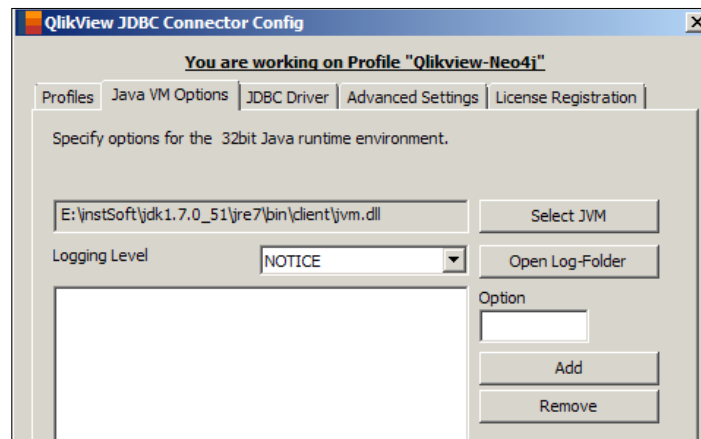 QlikView JDBC Connector Config
You are working on Profile "Qlikview-Neo4j"
Profiles Java VM Options JDBC Driver Advanced Settings License Registration
Specify options for the 32bit Java runtime environment.
E:\instSoft\jdk1.7.0_51\jre7\bin\client\jvm.dll Select JVM
Logging Level NOTICE Open Log-Folder
Option
Add
Remove